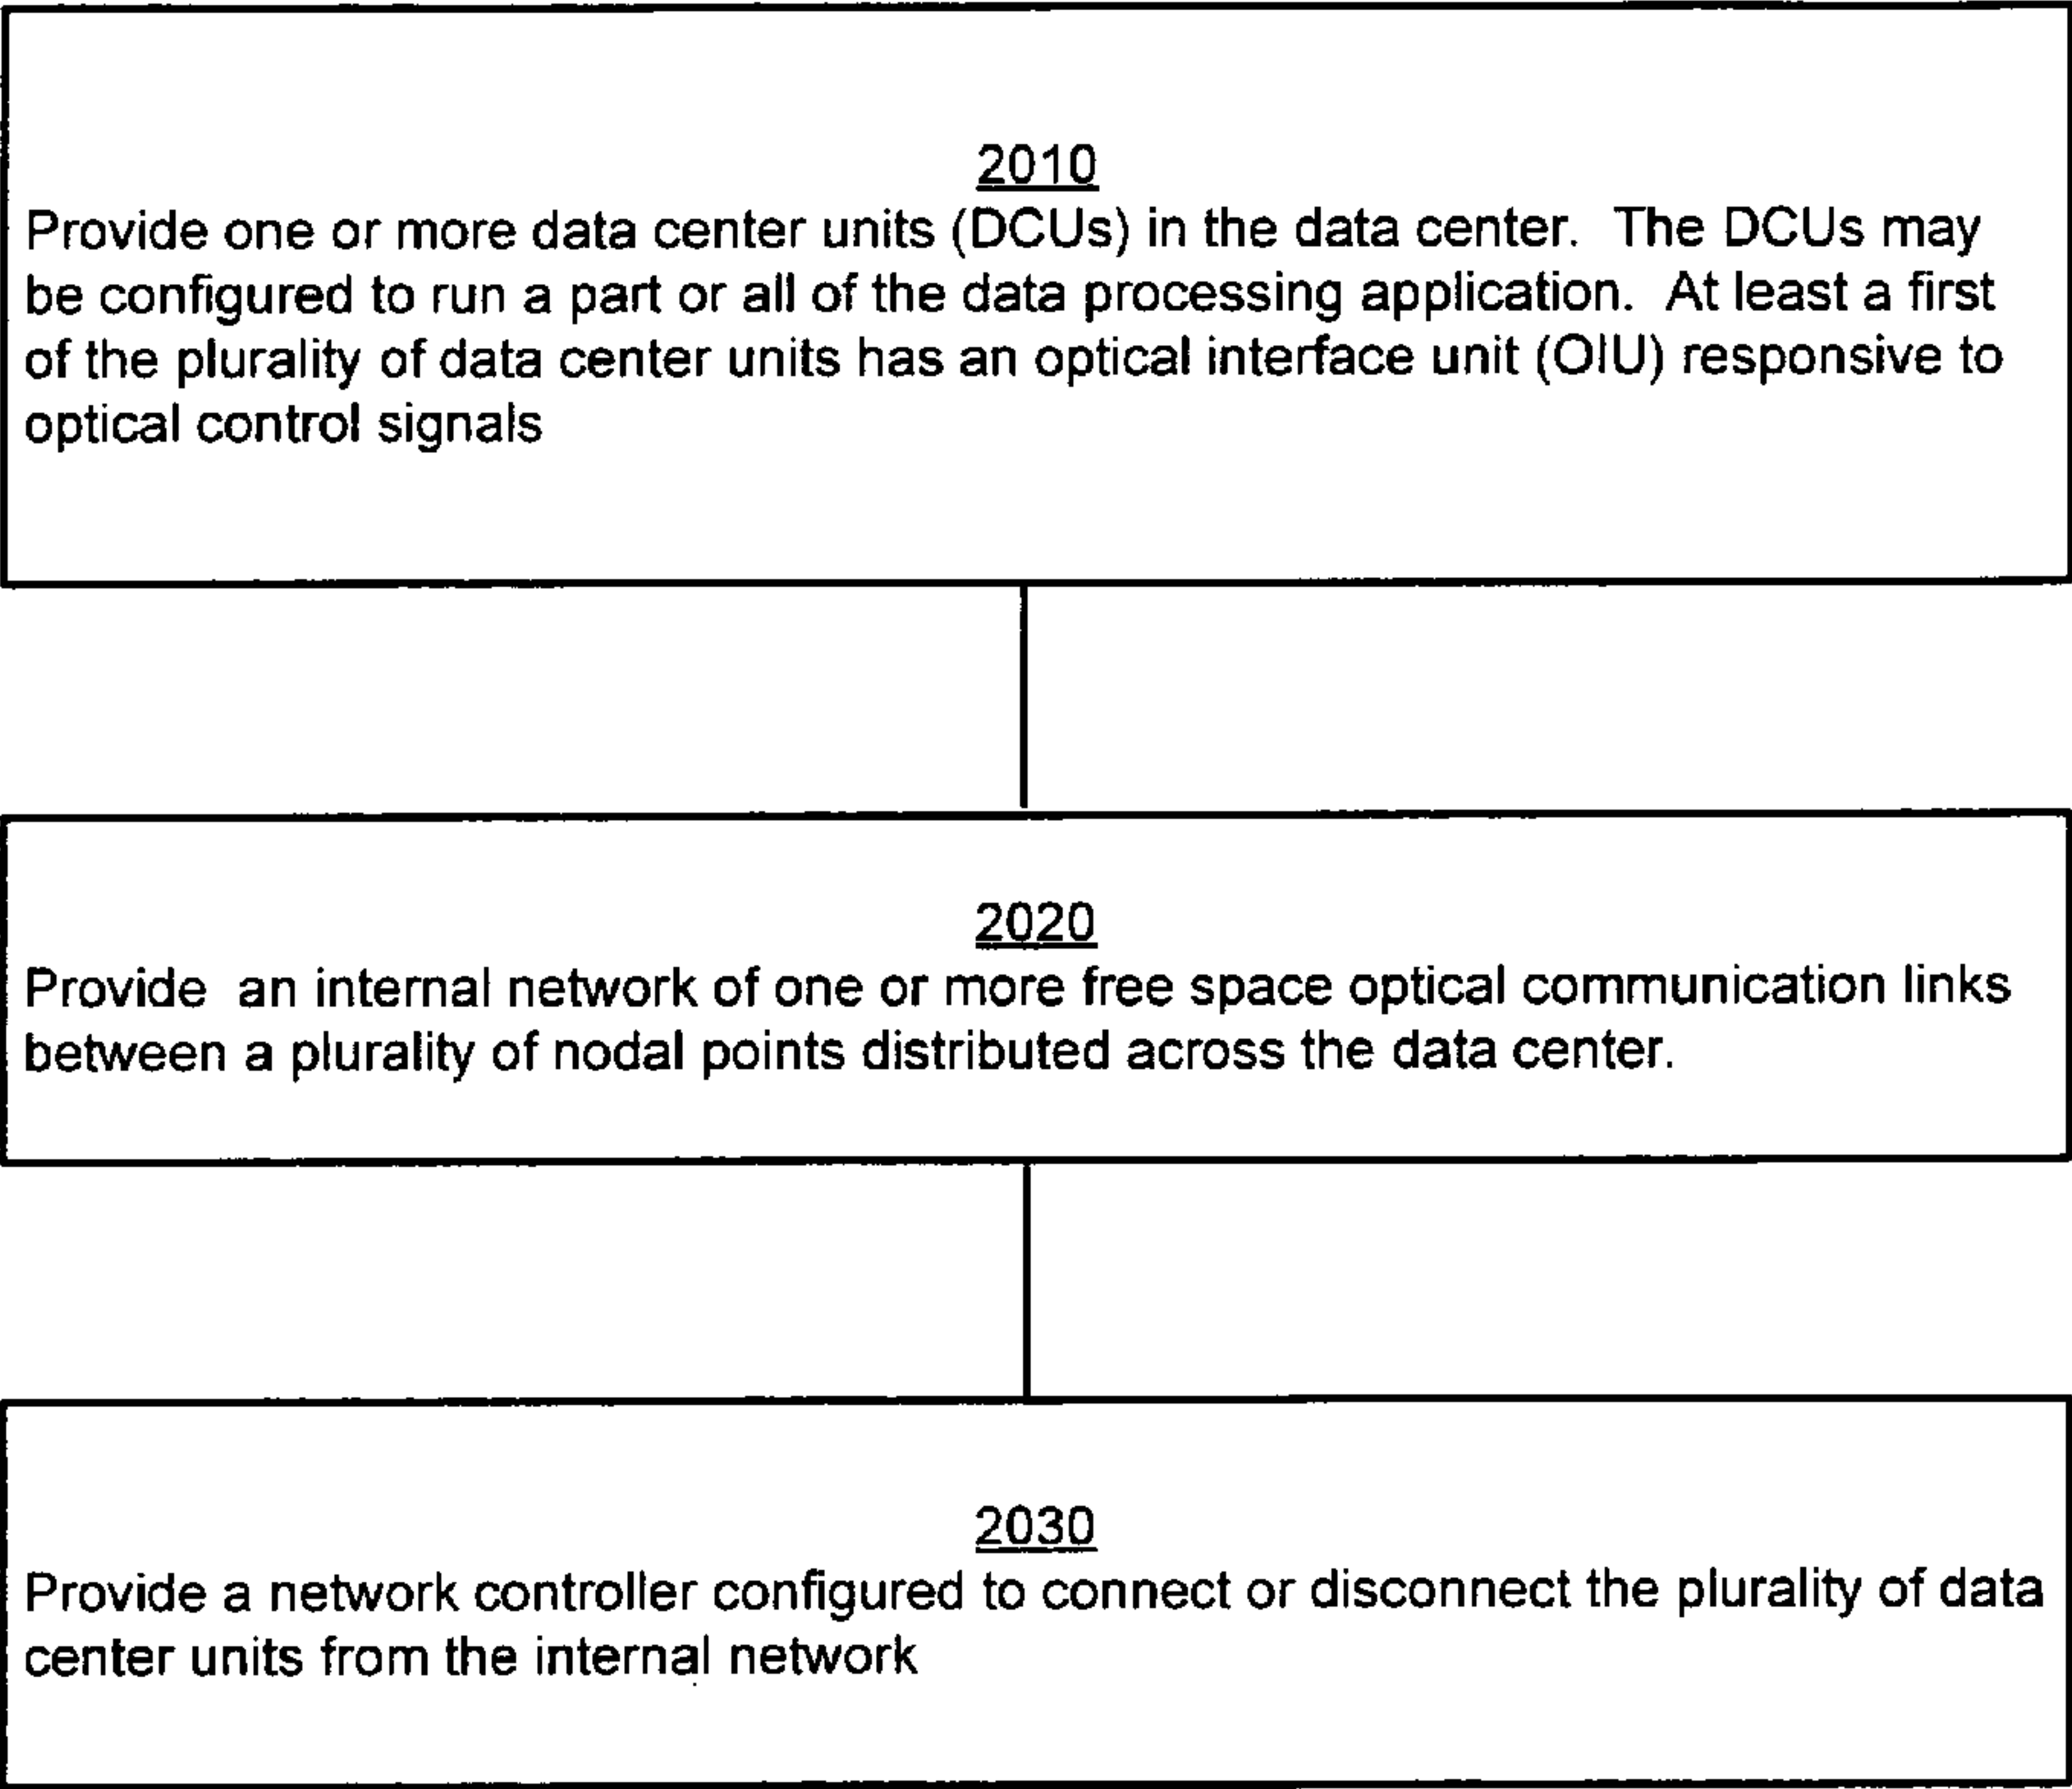 2010
Provide one or more data center units (DCUs) in the data center.  The DCUs may
be configured to run a part or all of the data processing application.  At least a first
of the plurality of data center units has an optical interface unit (OIU) responsive to
optical control signals
2020
Provide  an internal network of one or more free space optical communication links
between a plurality of nodal points distributed across the data center.
2030
Provide a network controller configured to connect or disconnect the plurality of data
center units from the internal network